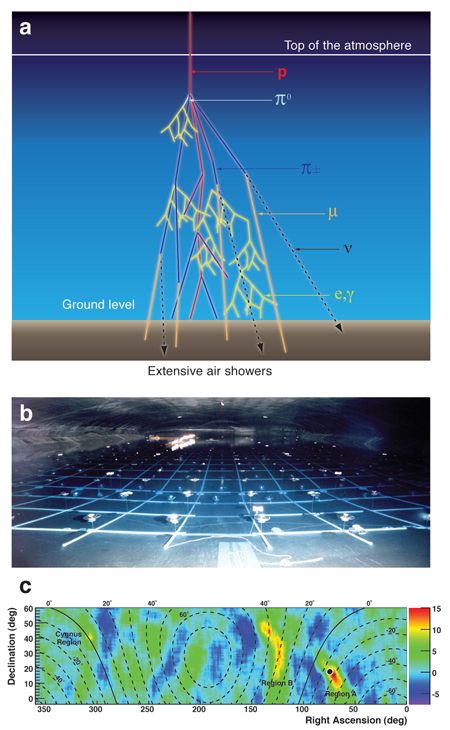 a
Top of the atmosphere
p
π⁰
π±
μ
ν
Ground level
e,γ
Extensive air showers
b
c
0° 20° 40° 40° 20° 0°
60°
Declination (deg)
60
50
40
30
20
10
0
Cygnus
Region
Region B
Region A
15
10
5
0
-5
350 300 250 200 150 100 50 0
Right Ascension (deg)